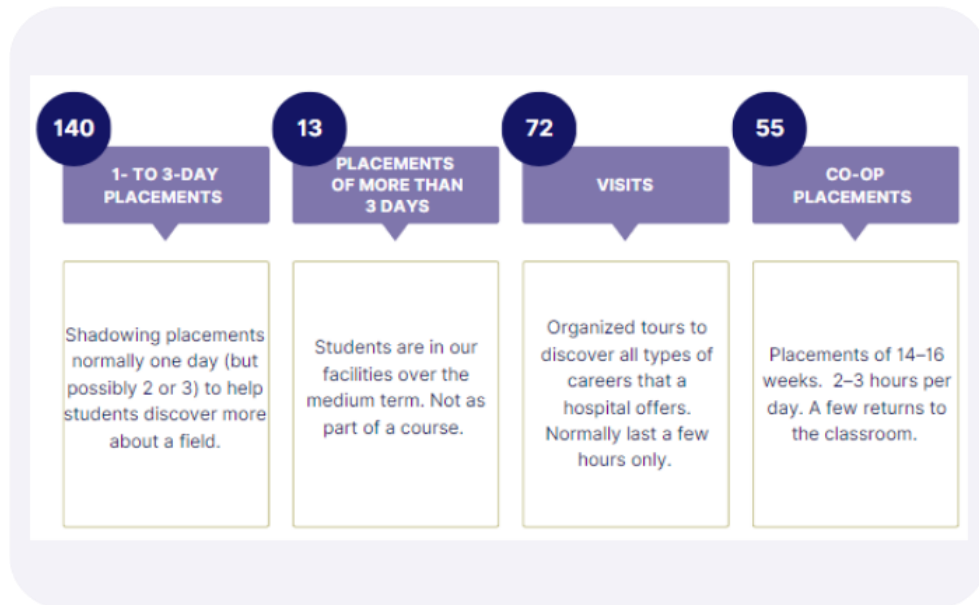 140
1- TO 3-DAY
PLACEMENTS
Shadowing placements
normally one day (but
possibly 2 or 3) to help
students discover more
about a field.
13
PLACEMENTS
OF MORE THAN
3 DAYS
Students are in our
facilities over the
medium term. Not as
part of a course.
72
VISITS
Organized tours to
discover all types of
careers that a
hospital offers.
Normally last a few
hours only.
55
CO-OP
PLACEMENTS
Placements of 14–16
weeks.  2–3 hours per
day. A few returns to
the classroom.